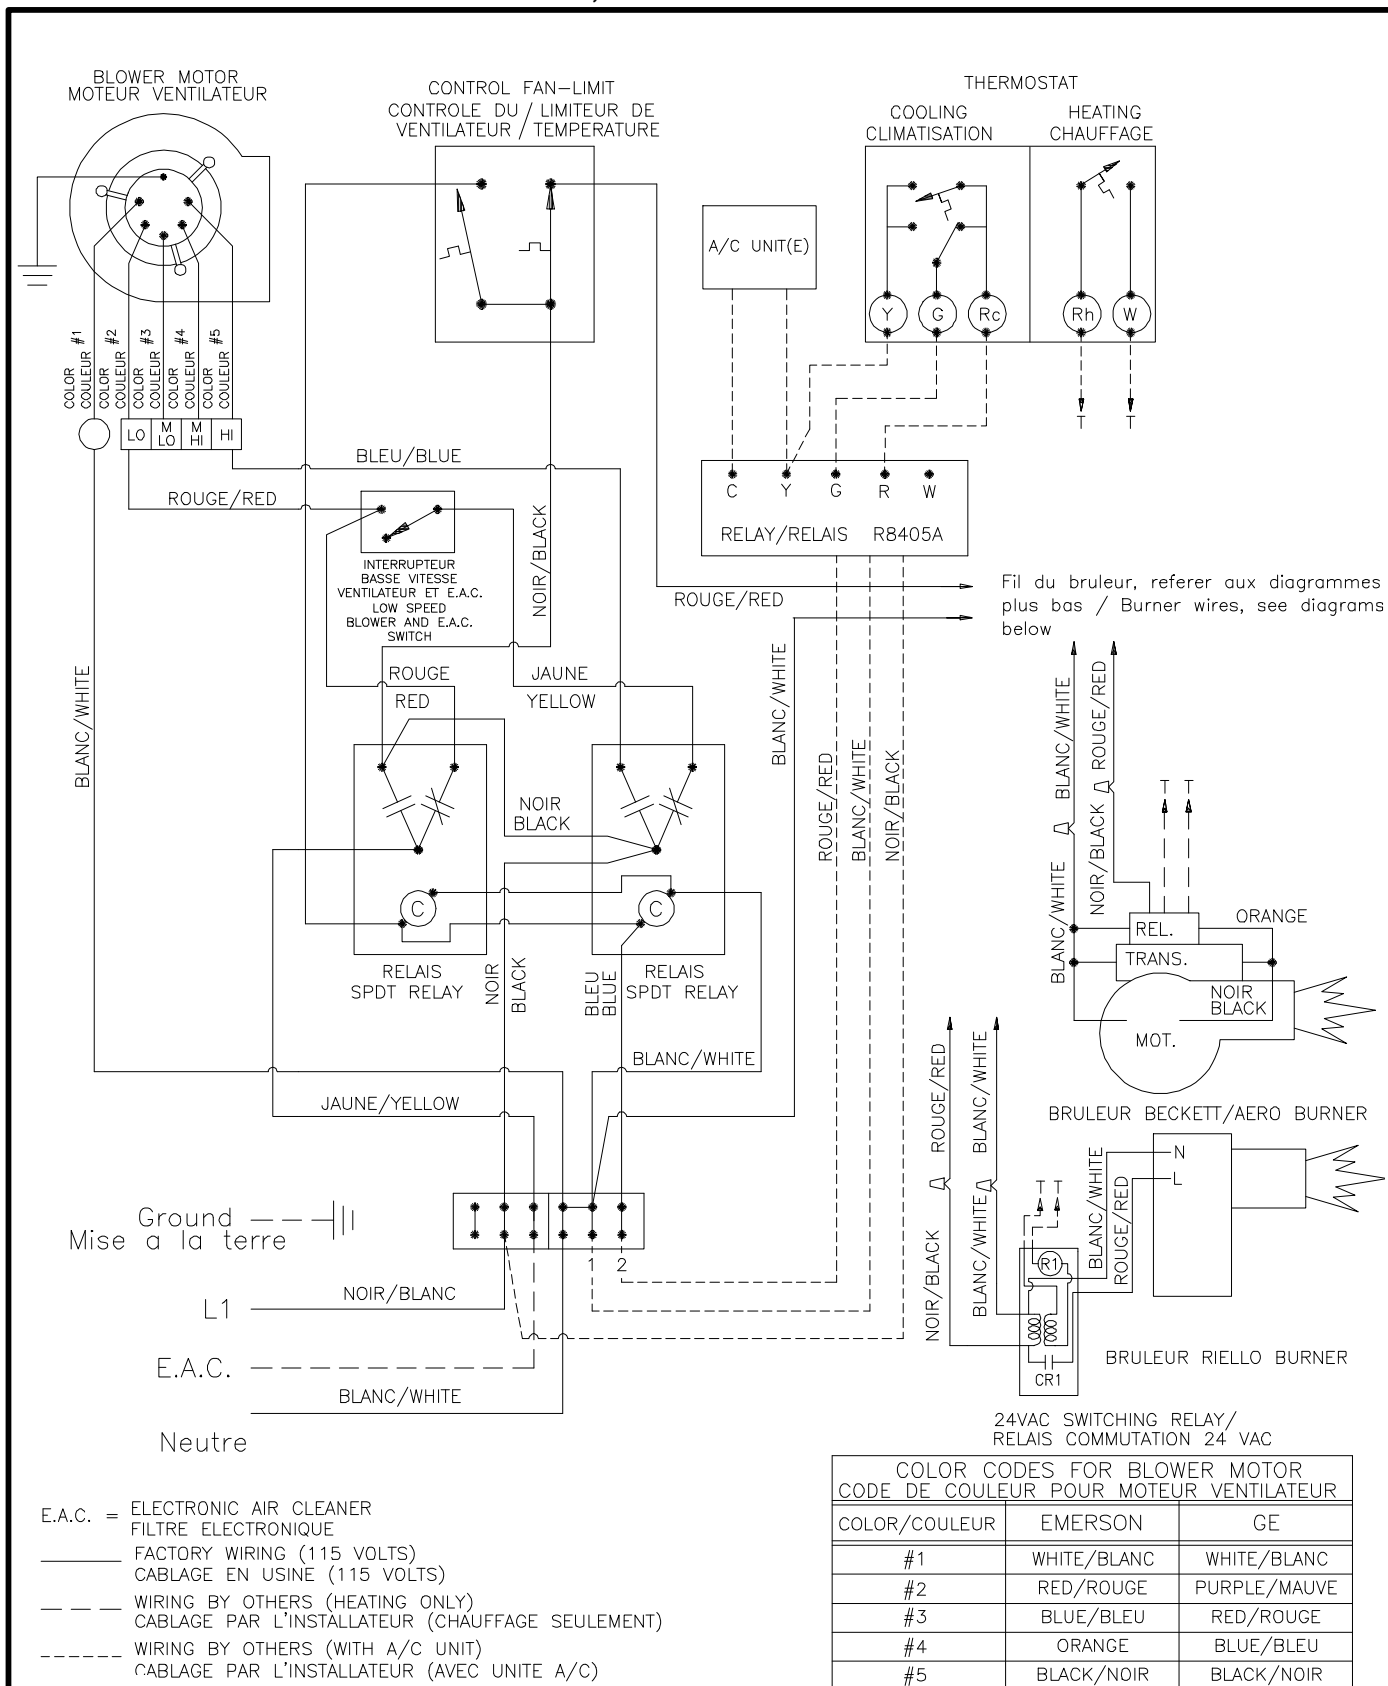 BLOWER MOTOR
MOTEUR VENTILATEUR
CONTROL FAN-LIMIT
CONTROLE DU / LIMITEUR DE
VENTILATEUR / TEMPERATURE
THERMOSTAT
COOLING
CLIMATISATION
HEATING
CHAUFFAGE
A/C UNIT(E)
Y
G
Rc
Rh
W
T
T
COLOR
COULEUR #1
COLOR
COULEUR #2
COLOR
COULEUR #3
COLOR
COULEUR #4
COLOR
COULEUR #5
LO
M
LO
M
HI
HI
BLEU/BLUE
ROUGE/RED
NOIR/BLACK
C
Y
G
R
W
RELAY/RELAIS R8405A
INTERRUPTEUR
BASSE VITESSE
VENTILATEUR ET E.A.C.
LOW SPEED
BLOWER AND E.A.C.
SWITCH
ROUGE/RED
Fil du bruleur, referer aux diagrammes
plus bas / Burner wires, see diagrams
below
BLANC/WHITE
ROUGE
RED
JAUNE
YELLOW
BLANC/WHITE
ROUGE/RED
BLANC/WHITE
NOIR/BLACK
NOIR
BLACK
C
C
RELAIS
SPDT RELAY
RELAIS
SPDT RELAY
NOIR
BLACK
BLEU
BLUE
BLANC/WHITE
JAUNE/YELLOW
BLANC/WHITE
BLANC/WHITE
ROUGE/RED
NOIR/BLACK
T
T
REL.
ORANGE
TRANS.
NOIR
BLACK
MOT.
BRULEUR BECKETT/AERO BURNER
ROUGE/RED
BLANC/WHITE
NOIR/BLACK
BLANC/WHITE
T
T
BLANC/WHITE
ROUGE/RED
N
L
R1
CR1
BRULEUR RIELLO BURNER
24VAC SWITCHING RELAY/
RELAIS COMMUTATION 24 VAC
Ground
Mise a la terre
1
2
L1
NOIR/BLANC
E.A.C.
BLANC/WHITE
Neutre
E.A.C. = ELECTRONIC AIR CLEANER
FILTRE ELECTRONIQUE
FACTORY WIRING (115 VOLTS)
CABLAGE EN USINE (115 VOLTS)
WIRING BY OTHERS (HEATING ONLY)
CABLAGE PAR L'INSTALLATEUR (CHAUFFAGE SEULEMENT)
WIRING BY OTHERS (WITH A/C UNIT)
CABLAGE PAR L'INSTALLATEUR (AVEC UNITE A/C)
COLOR CODES FOR BLOWER MOTOR
CODE DE COULEUR POUR MOTEUR VENTILATEUR
COLOR/COULEUR EMERSON GE
#1 WHITE/BLANC WHITE/BLANC
#2 RED/ROUGE PURPLE/MAUVE
#3 BLUE/BLEU RED/ROUGE
#4 ORANGE BLUE/BLEU
#5 BLACK/NOIR BLACK/NOIR